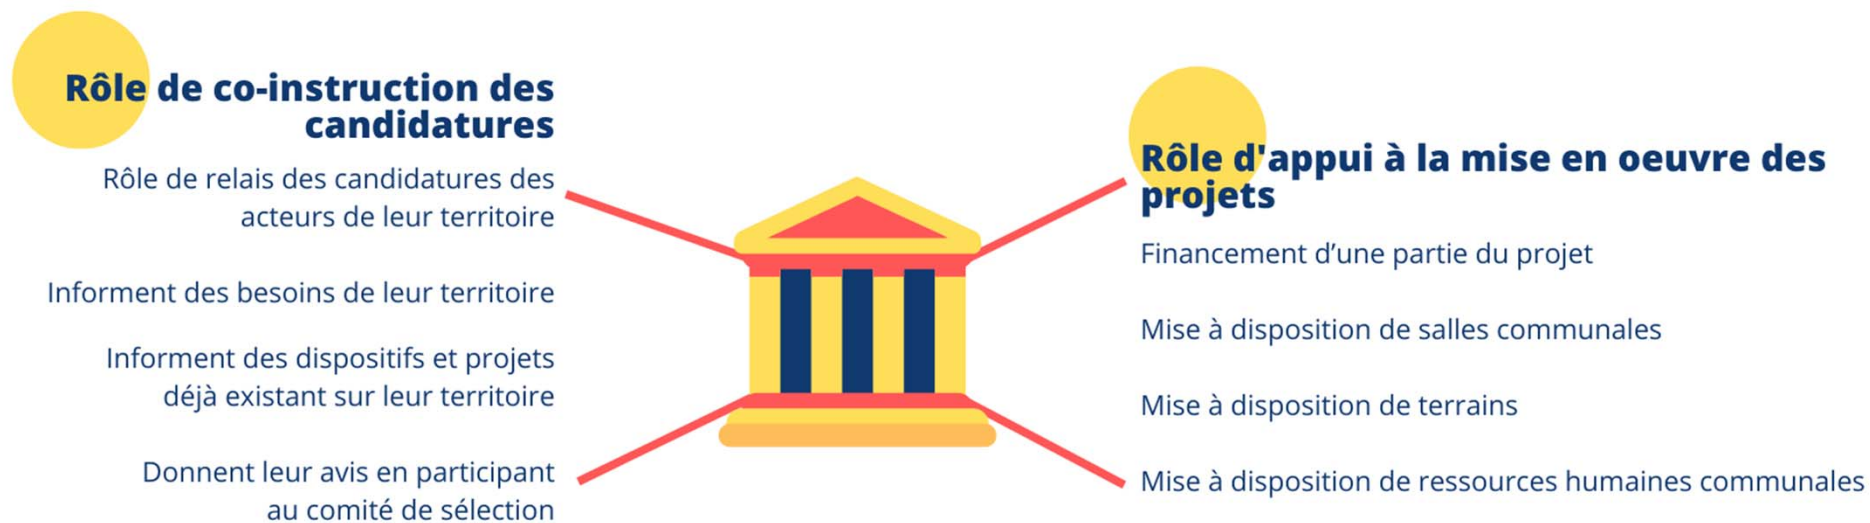 Rôle de co-instruction des
candidatures
Rôle de relais des candidatures des
acteurs de leur territoire
Informent des besoins de leur territoire
Informent des dispositifs et projets
déjà existant sur leur territoire
Donnent leur avis en participant
au comité de sélection
Rôle d'appui à la mise en oeuvre des
projets
Financement d’une partie du projet
Mise à disposition de salles communales
Mise à disposition de terrains
Mise à disposition de ressources humaines communales